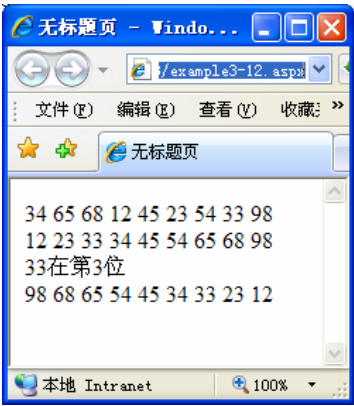 无标题页 - Windo...
/example3-12.aspx
文件(F) 编辑(E) 查看(V) 收藏 »
无标题页
34 65 68 12 45 23 54 33 98
12 23 33 34 45 54 65 68 98
33在第3位
98 68 65 54 45 34 33 23 12
本地 Intranet 100%